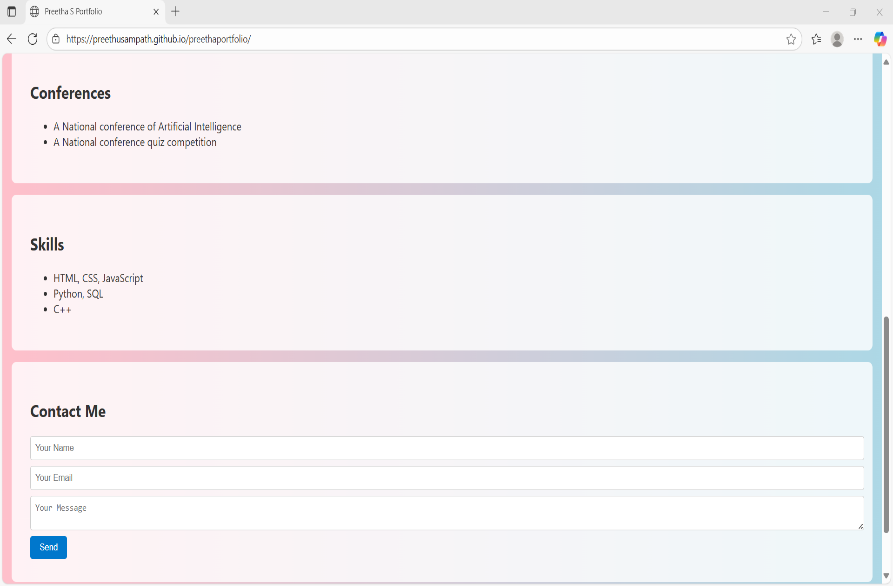 Preetha S Portfolio
https://preethusampath.github.io/preethaportfolio/
Conferences
A National conference of Artificial Intelligence
A National conference quiz competition
Skills
HTML, CSS, JavaScript
Python, SQL
C++
Contact Me
Your Name
Your Email
Your Message
Send